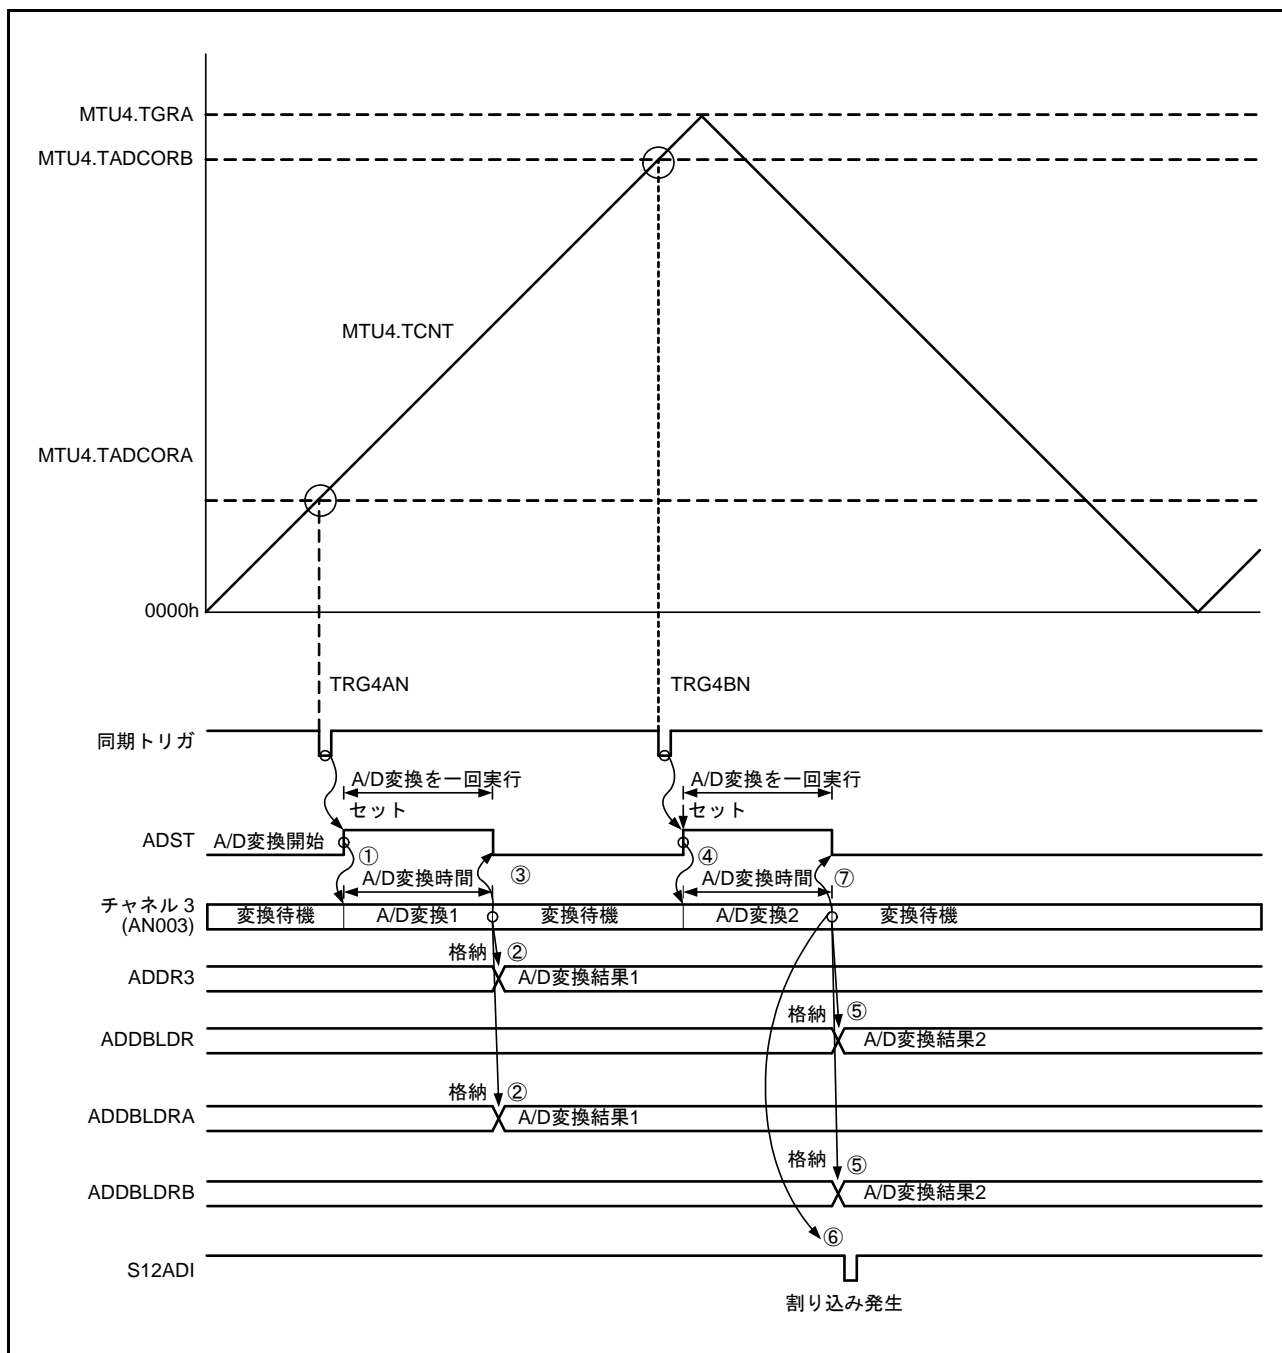 MTU4.TGRA
MTU4.TADCORB
MTU4.TCNT
MTU4.TADCORA
0000h
TRG4AN
TRG4BN
同期トリガ
A/D変換を一回実行
A/D変換を一回実行
セット
セット
ADST
A/D変換開始
①
③
④
⑦
A/D変換時間
A/D変換時間
チャネル3
(AN003)
変換待機
A/D変換1
変換待機
A/D変換2
変換待機
格納
②
ADDR3
A/D変換結果1
格納
⑤
ADDBLDR
A/D変換結果2
格納
②
ADDBLDRA
A/D変換結果1
格納
⑤
ADDBLDRB
A/D変換結果2
⑥
S12ADI
割り込み発生